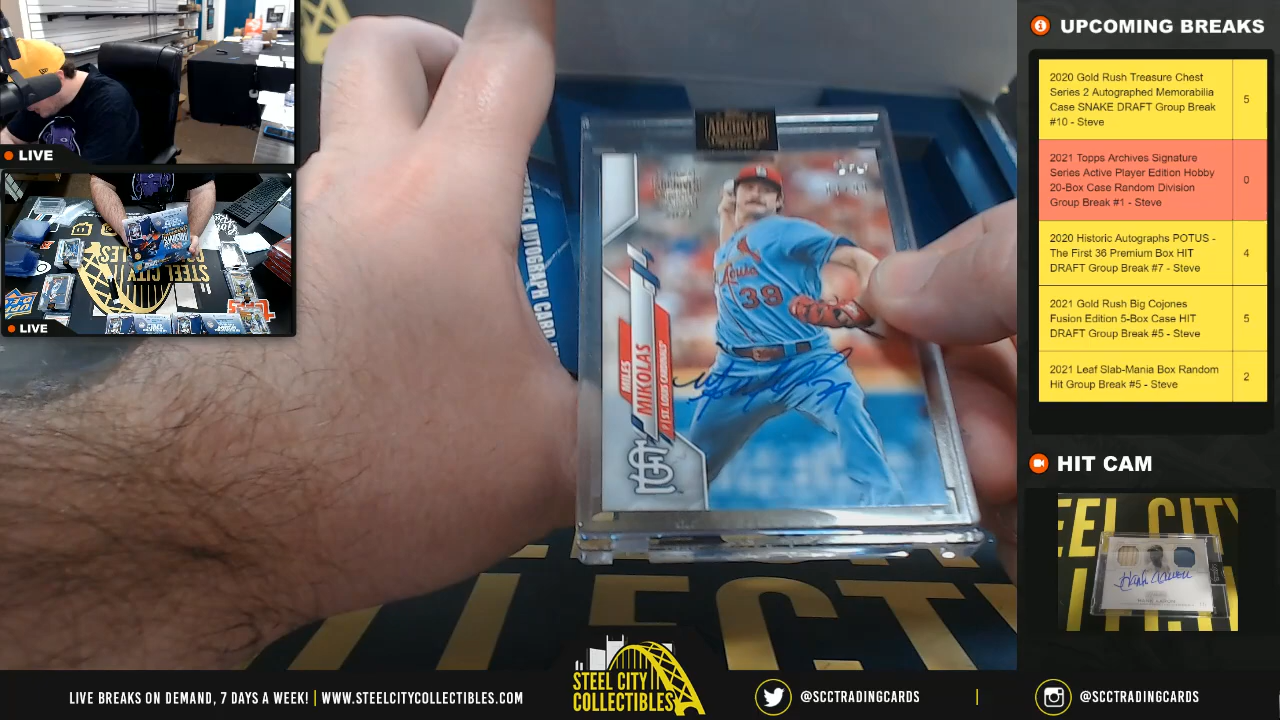 LIVE
LIVE
ARCHIVES
38
MILES
MIKOLAS
P | ST. LOUIS CARDINALS
AUTOGRAPH CARD
UPCOMING BREAKS
2020 Gold Rush Treasure Chest
Series 2 Autographed Memorabilia
Case SNAKE DRAFT Group Break
#10 - Steve
5
2021 Topps Archives Signature
Series Active Player Edition Hobby
20-Box Case Random Division
Group Break #1 - Steve
0
2020 Historic Autographs POTUS -
The First 36 Premium Box HIT
DRAFT Group Break #7 - Steve
4
2021 Gold Rush Big Cojones
Fusion Edition 5-Box Case HIT
DRAFT Group Break #5 - Steve
5
2021 Leaf Slab-Mania Box Random
Hit Group Break #5 - Steve
2
HIT CAM
STEEL CITY
LIVE BREAKS ON DEMAND, 7 DAYS A WEEK! | WWW.STEELCITYCOLLECTIBLES.COM
STEEL CITY
COLLECTIBLES
@SCCTRADINGCARDS
|
@SCCTRADINGCARDS